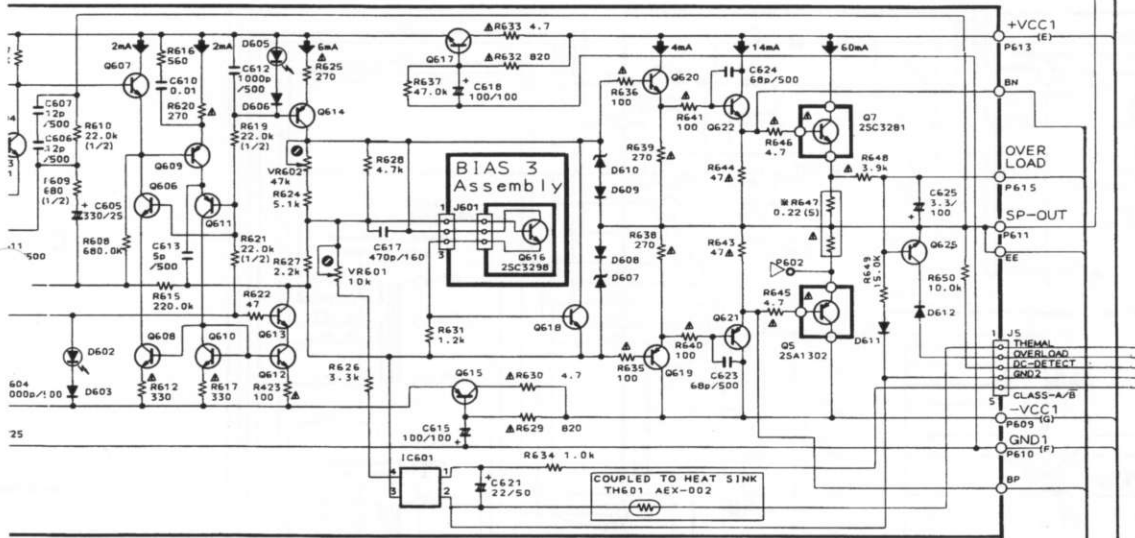 2mA
R616
560
2mA
D605
6mA
R633 4.7
4mA
14mA
60mA
+VCC1
P613
(E)
Q607
C610
0.01
C612
1000p
/500
R625
270
Q617
R632 820
Q620
C624
68p/500
BN
C607
12p
/500
R620
270
D606
Q614
R637
47.0k
C618
100/100
R636
100
R641
100
Q622
Q7
2SC3281
R610
22.0k
(1/2)
R619
22.0k
(1/2)
R646
4.7
OVER
LOAD
C606
12p
/500
Q609
VR602
47k
R628
4.7k
BIAS 3
Assembly
R639
270
D610
R644
47
R648
3.9k
P615
680
(1/2)
Q606
R624
5.1k
J601
1
3
D609
※R647
0.22(5)
C625
3.3/
100
SP-OUT
P611
C605
330/25
Q611
R608
680.0K
C613
5p
/500
R621
22.0k
(1/2)
R627
2.2k
C617
470p/160
Q616
2SC3298
R638
270
D608
R643
47
P602
Q625
EE
VR601
10k
D607
R649
15.0K
R650
10.0k
R615
220.0k
R622
47
Q613
R645
4.7
Q621
D612
Q608
Q610
Q612
R631
1.2k
Q618
R640
100
Q5
2SA1302
D611
1
J5
THEMAL
OVERLOAD
DC-DETECT
GND2
CLASS-A/B
5
D602
D603
R612
330
R617
330
R423
100
R626
3.3k
Q615
R630 4.7
R635
100
Q619
C623
68p/500
-VCC1
P609
(G)
C615
100/100
R629 820
GND1
P610
(F)
IC601
4
3
1
2
R634 1.0k
C621
22/50
COUPLED TO HEAT SINK
TH601 AEX-002
BP